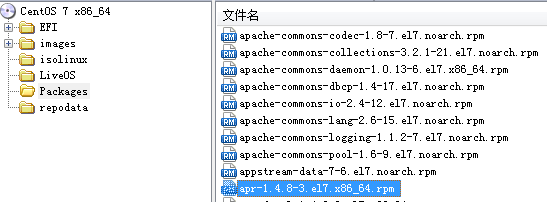 CentOS 7 x86_64
EFI
images
isolinux
LiveOS
Packages
repodata
文件名
apache-commons-codec-1.8-7.el7.noarch.rpm
apache-commons-collections-3.2.1-21.el7.noarch.rpm
apache-commons-daemon-1.0.13-6.el7.x86_64.rpm
apache-commons-dbcp-1.4-17.el7.noarch.rpm
apache-commons-io-2.4-12.el7.noarch.rpm
apache-commons-lang-2.6-15.el7.noarch.rpm
apache-commons-logging-1.1.2-7.el7.noarch.rpm
apache-commons-pool-1.6-9.el7.noarch.rpm
appstream-data-7-6.el7.noarch.rpm
apr-1.4.8-3.el7.x86_64.rpm